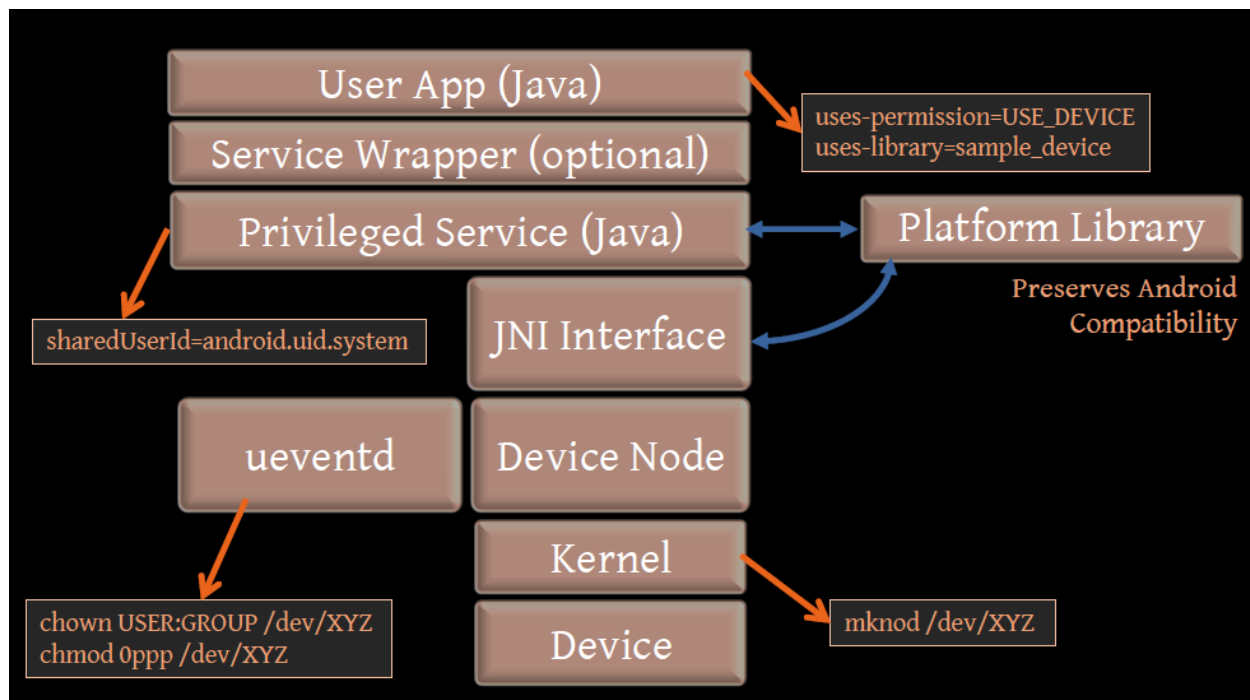 User App (Java)
uses-permission=USE_DEVICE
uses-library=sample_device
Service Wrapper (optional)
Privileged Service (Java)
Platform Library
Preserves Android
Compatibility
sharedUserId=android.uid.system
JNI Interface
ueventd
Device Node
Kernel
chown USER:GROUP /dev/XYZ
chmod 0ppp /dev/XYZ
mknod /dev/XYZ
Device